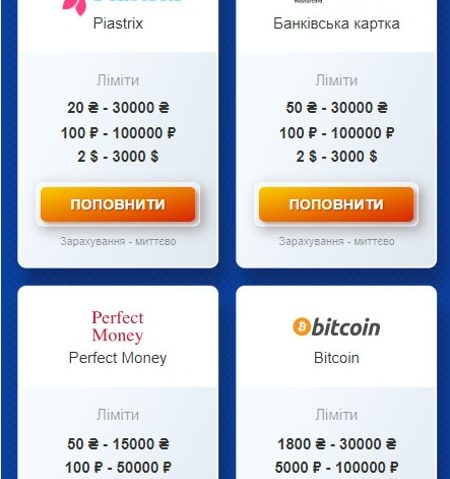 Piastrix
Ліміти
20 ₴ - 30000 ₴
100 ₽ - 100000 ₽
2 $ - 3000 $
ПОПОВНИТИ
Зарахування - миттєво
Банківська картка
Ліміти
50 ₴ - 30000 ₴
100 ₽ - 100000 ₽
2 $ - 3000 $
ПОПОВНИТИ
Зарахування - миттєво
Perfect
Money
Perfect Money
Ліміти
50 ₴ - 15000 ₴
100 ₽ - 50000 ₽
bitcoin
Bitcoin
Ліміти
1800 ₴ - 30000 ₴
5000 ₽ - 100000 ₽